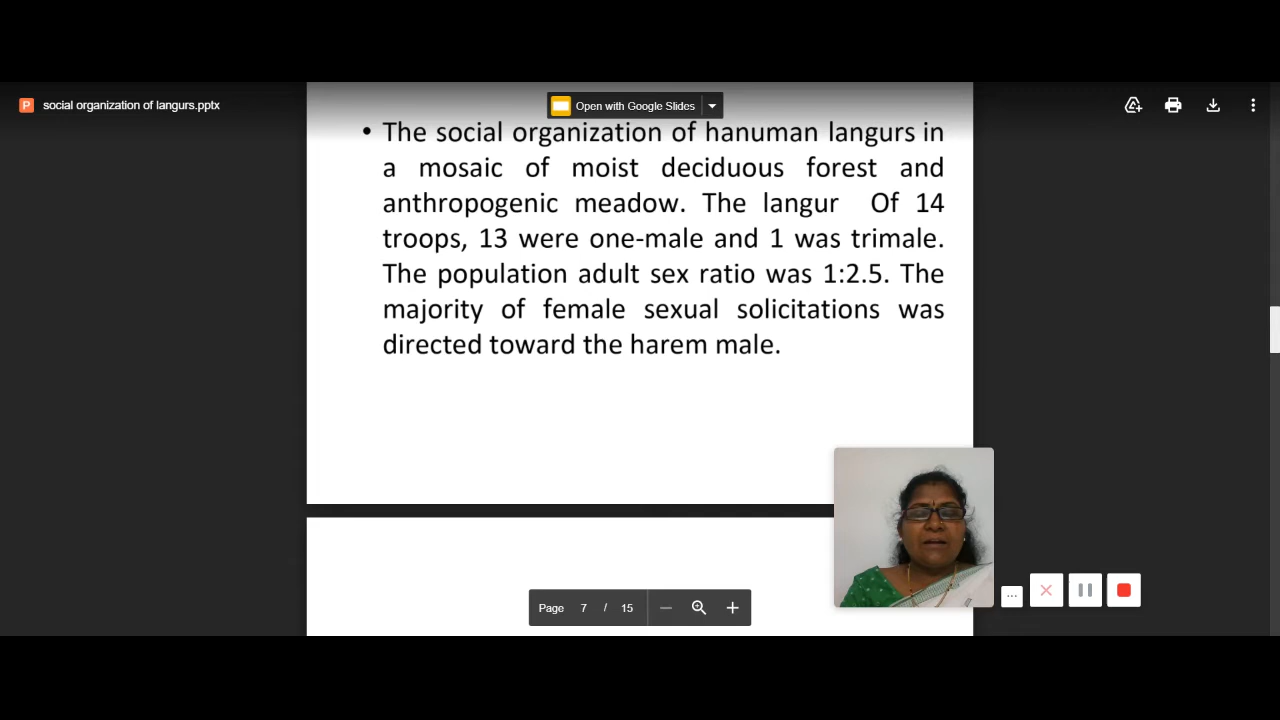 P social organization of langurs.pptx
Open with Google Slides
• The social organization of hanuman langurs in
a mosaic of moist deciduous forest and
anthropogenic meadow. The langur Of 14
troops, 13 were one-male and 1 was trimale.
The population adult sex ratio was 1:2.5. The
majority of female sexual solicitations was
directed toward the harem male.
Page 7 / 15